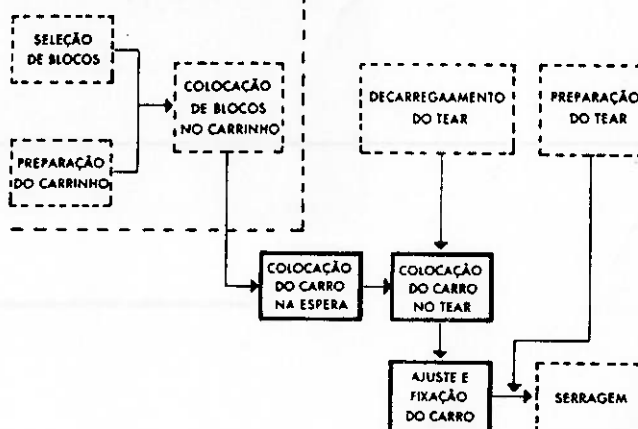 SELEÇÃO
DE BLOCOS
COLOCAÇÃO
DE BLOCOS
NO CARRINHO
PREPARAÇÃO
DO CARRINHO
DECARREGAAMENTO
DO TEAR
PREPARAÇÃO
DO TEAR
COLOCAÇÃO
DO CARRO
NA ESPERA
COLOCAÇÃO
DO CARRO
NO TEAR
AJUSTE E
FIXAÇÃO
DO CARRO
SERRAGEM